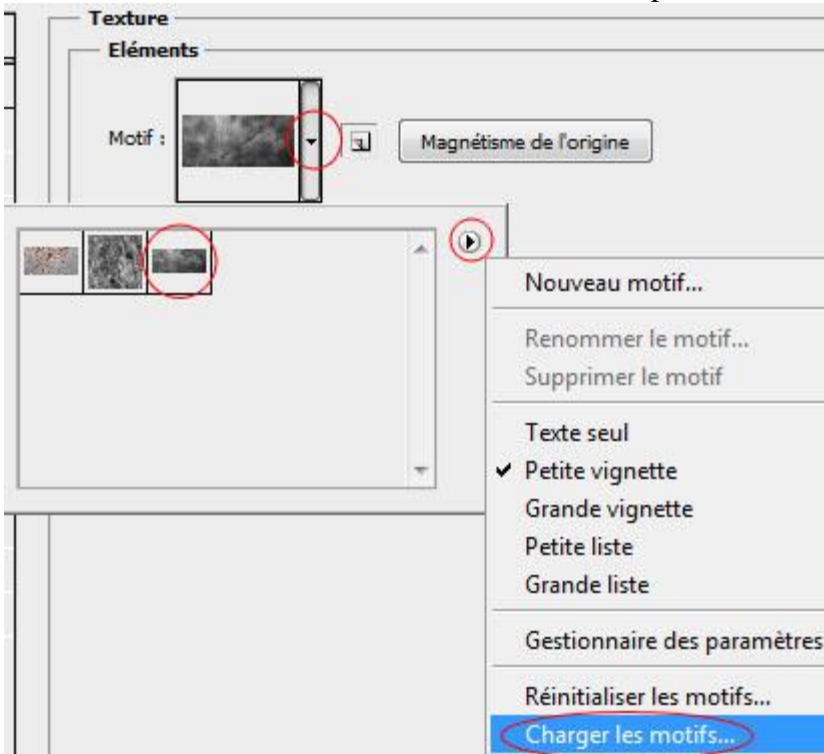 Texture
Eléments
Motif :
Magnétisme de l'origine
Nouveau motif...
Renommer le motif...
Supprimer le motif
Texte seul
Petite vignette
Grande vignette
Petite liste
Grande liste
Gestionnaire des paramètres
Réinitialiser les motifs...
Charger les motifs...